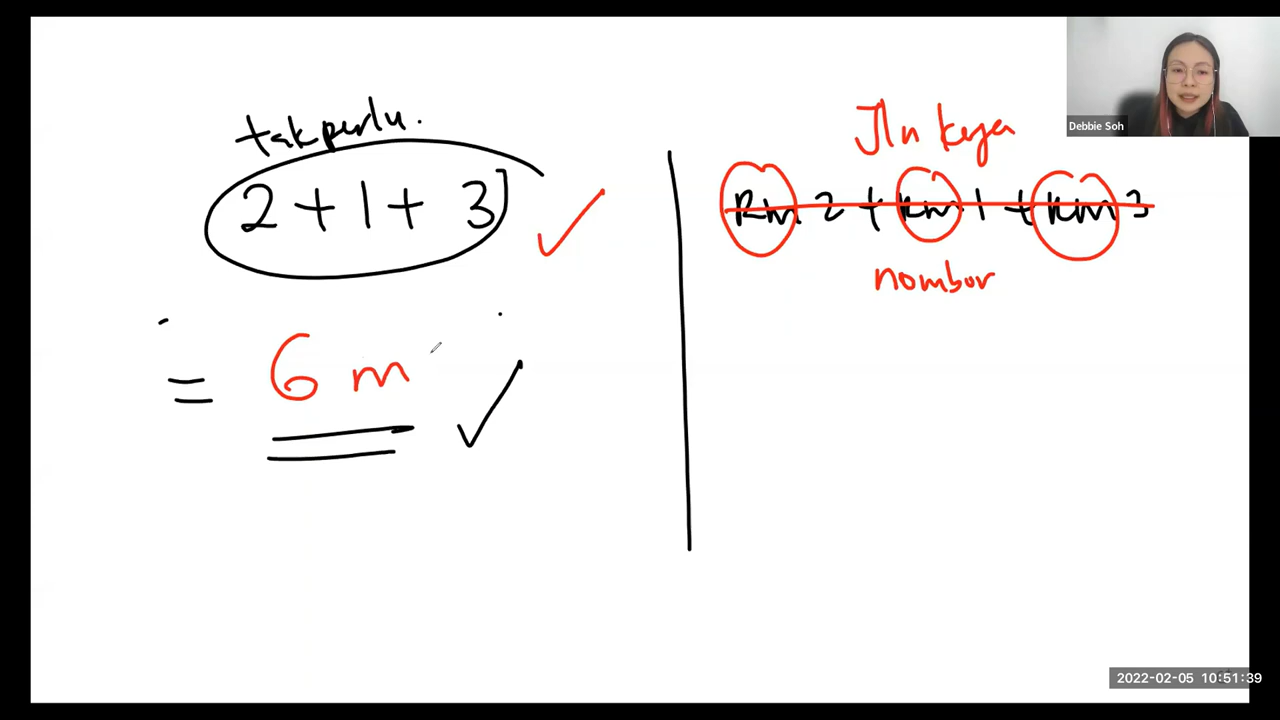 tak perlu.
2 + 1 + 3
= 6 m
Jln kerja
RM 2 + RM 1 + RM 3
nombor
Debbie Soh
2022-02-05 10:51:39